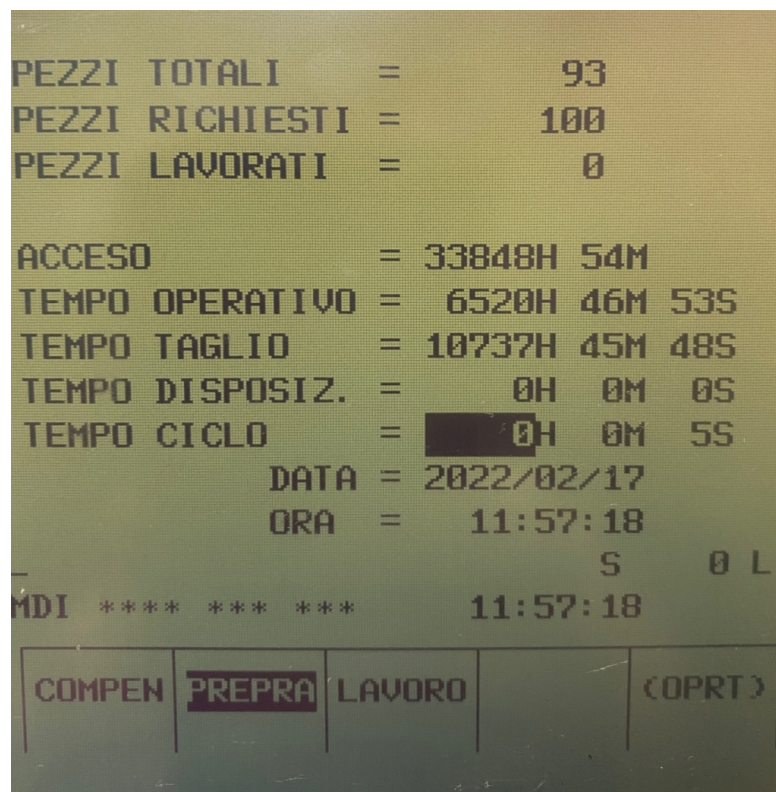 PEZZI TOTALI = 93
PEZZI RICHIESTI = 100
PEZZI LAVORATI = 0
ACCESO = 33848H 54M
TEMPO OPERATIVO = 6520H 46M 53S
TEMPO TAGLIO = 10737H 45M 48S
TEMPO DISPOSIZ. = 0H 0M 0S
TEMPO CICLO = 0H 0M 5S
DATA = 2022/02/17
ORA = 11:57:18
_ S 0 L
MDI **** *** *** 11:57:18
COMPEN PREPRA LAVORO (OPRT)